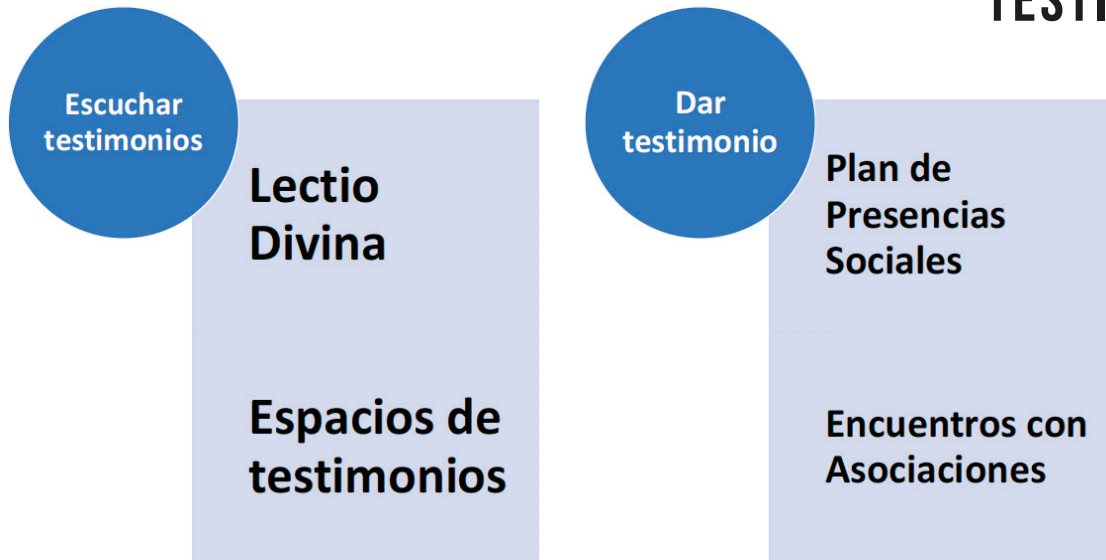 Escuchar
testimonios
Lectio
Divina
Espacios de
testimonios
Dar
testimonio
Plan de
Presencias
Sociales
Encuentros con
Asociaciones